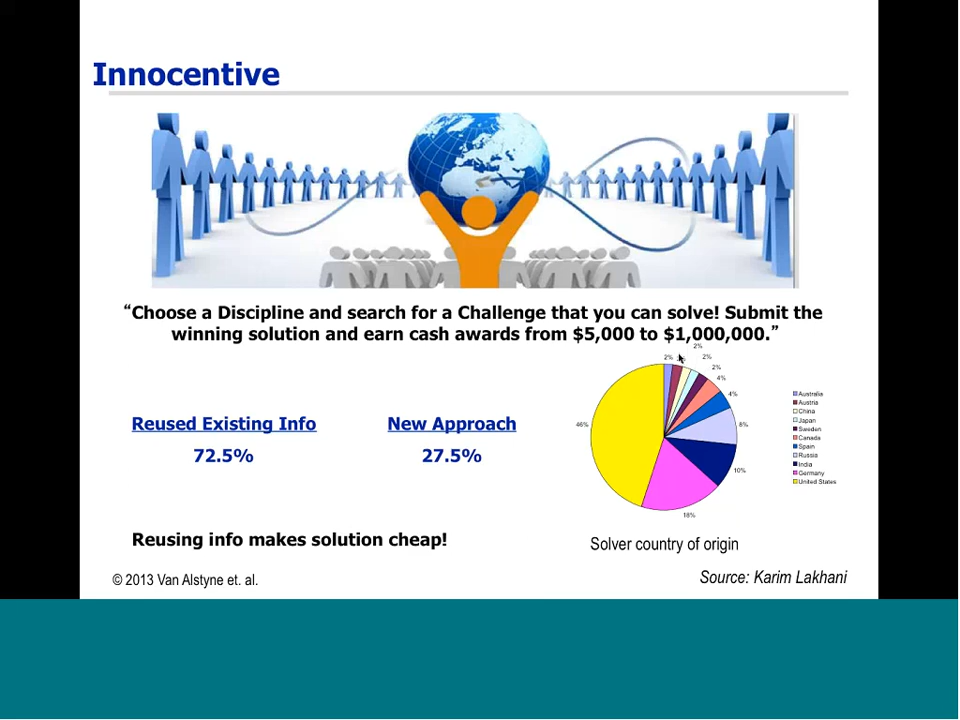 Innocentive
“Choose a Discipline and search for a Challenge that you can solve! Submit the
winning solution and earn cash awards from $5,000 to $1,000,000.”
2%
2%
2%
2%
4%
4%
8%
10%
18%
46%
Australia
Austria
China
Japan
Sweden
Canada
Spain
Russia
India
Germany
United States
Reused Existing Info New Approach
72.5% 27.5%
Reusing info makes solution cheap!
Solver country of origin
© 2013 Van Alstyne et. al.
Source: Karim Lakhani